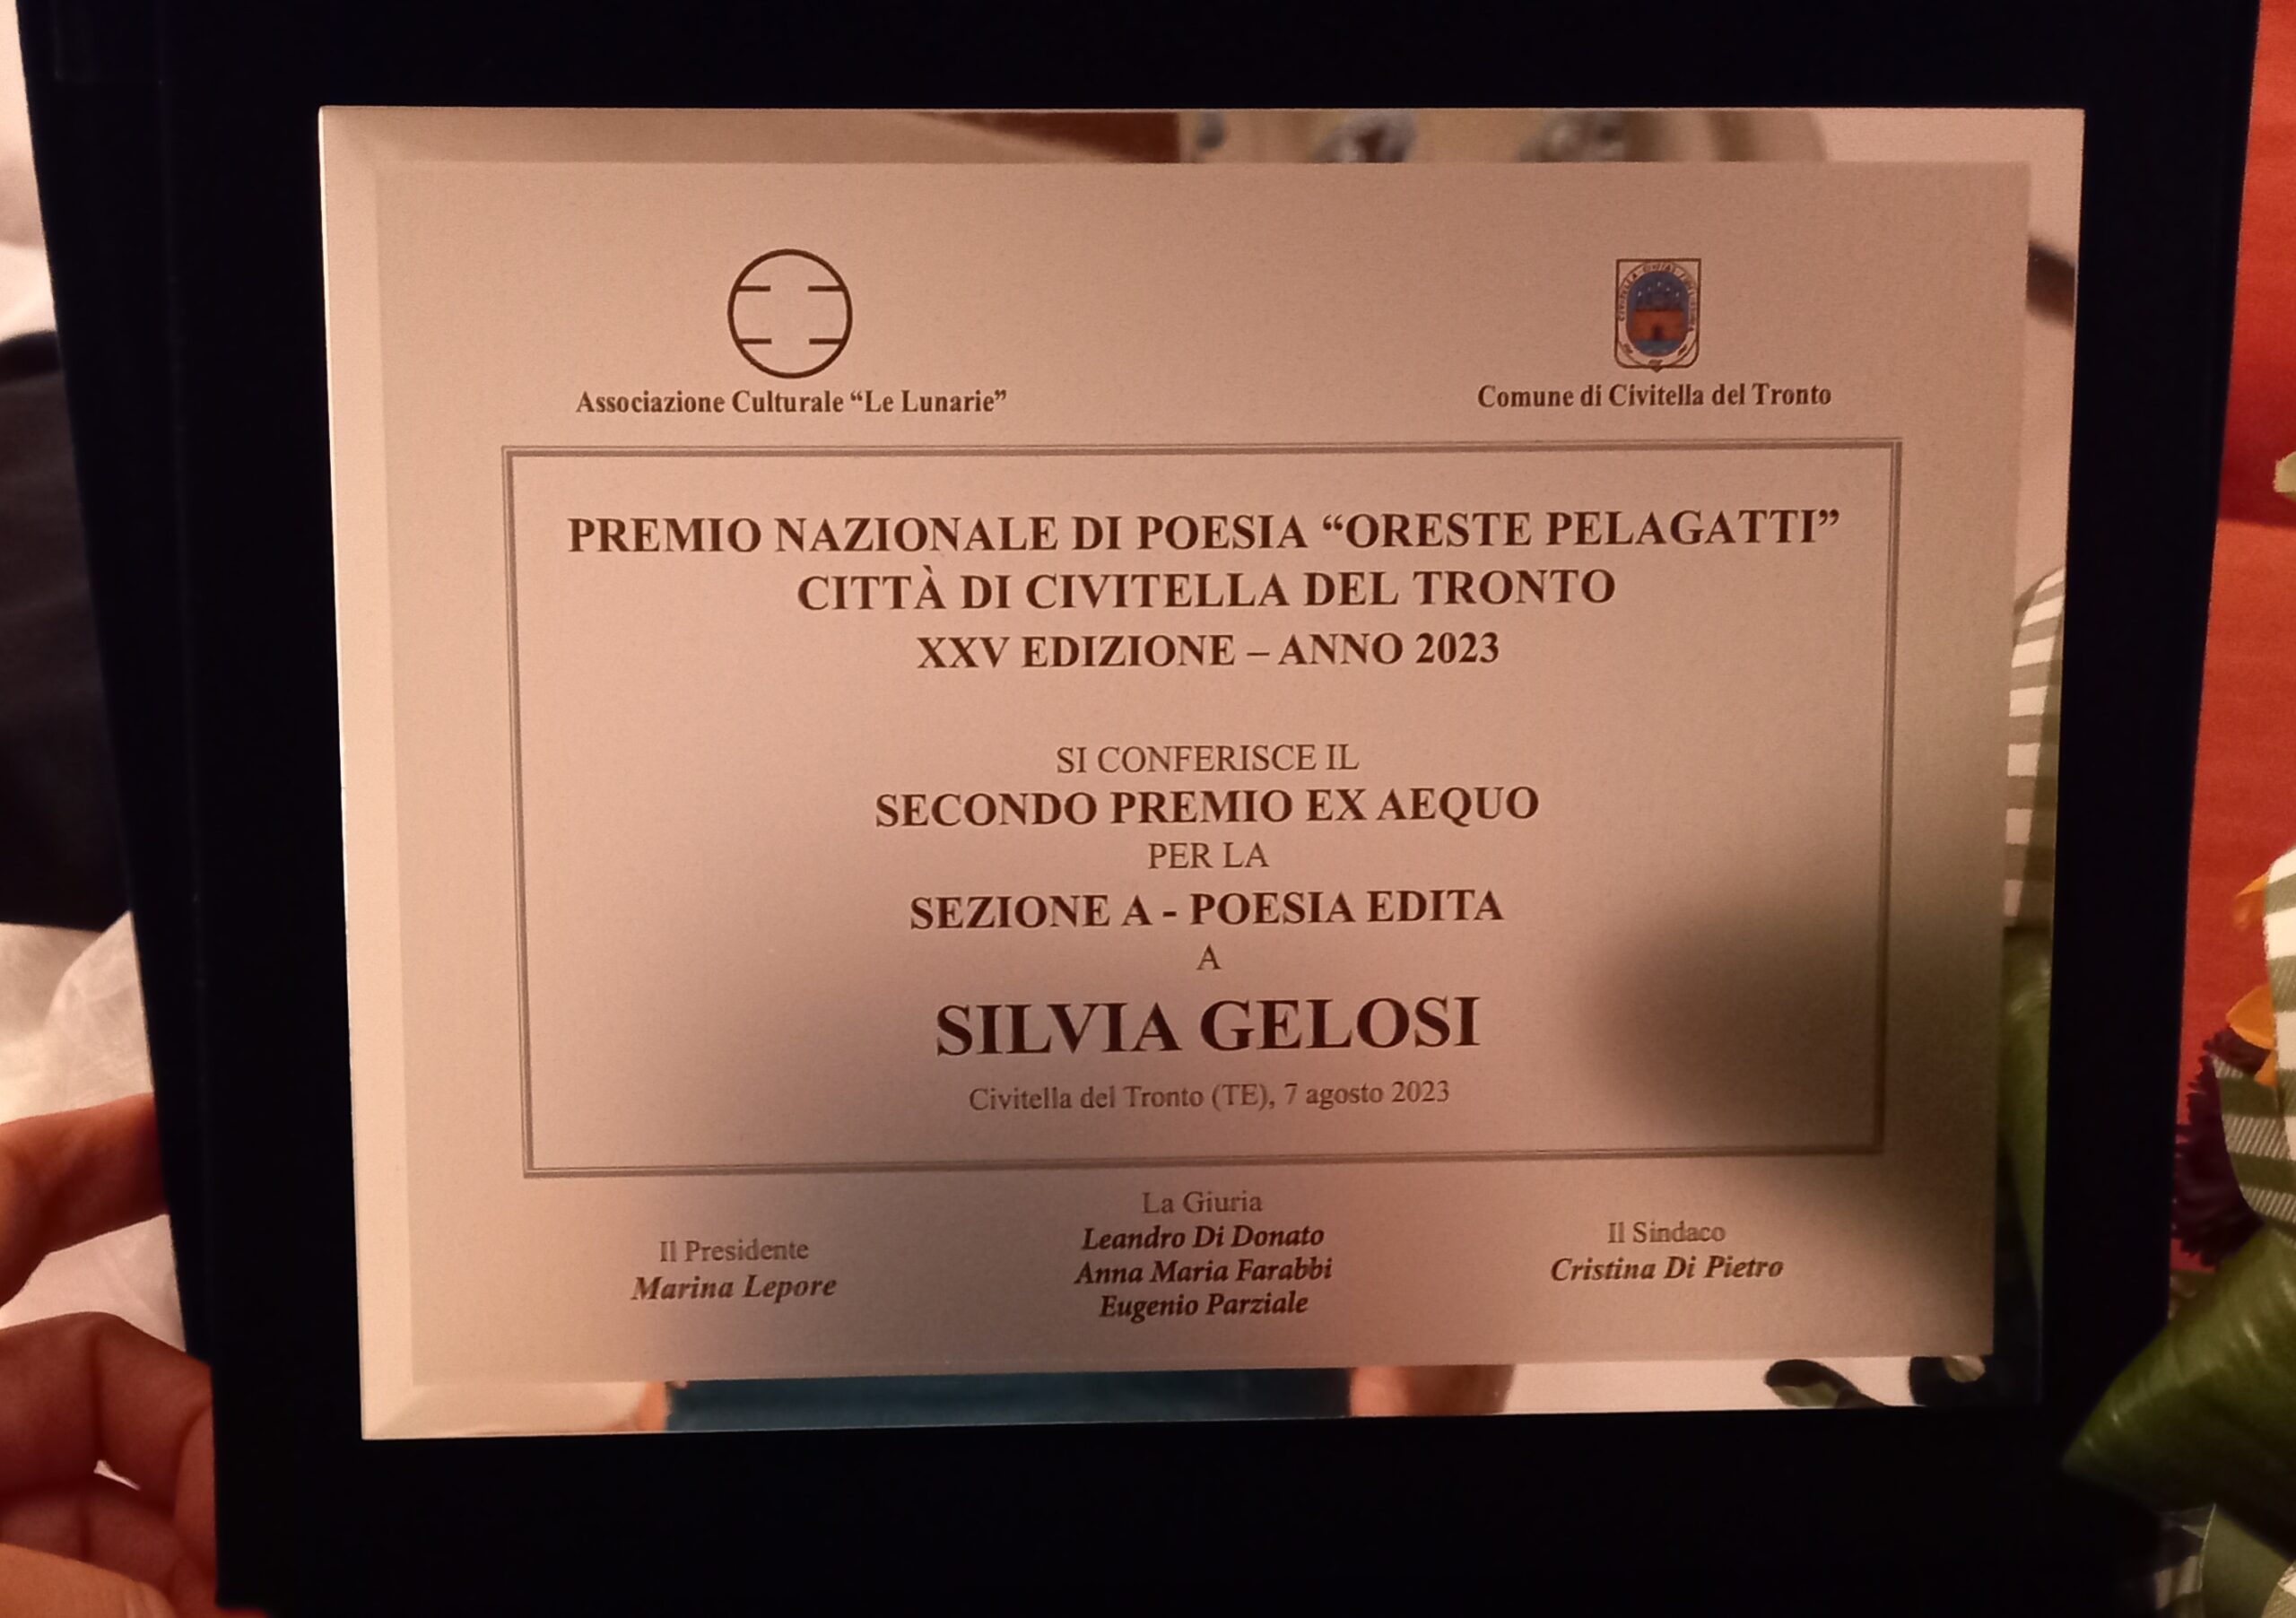 Associazione Culturale “Le Lunarie”
Comune di Civitella del Tronto
PREMIO NAZIONALE DI POESIA “ORESTE PELAGATTI”
CITTÀ DI CIVITELLA DEL TRONTO
XXV EDIZIONE – ANNO 2023
SI CONFERISCE IL
SECONDO PREMIO EX AEQUO
PER LA
SEZIONE A - POESIA EDITA
A
SILVIA GELOSI
Civitella del Tronto (TE), 7 agosto 2023
Il Presidente
Marina Lepore
La Giuria
Leandro Di Donato
Anna Maria Farabbi
Eugenio Parziale
Il Sindaco
Cristina Di Pietro